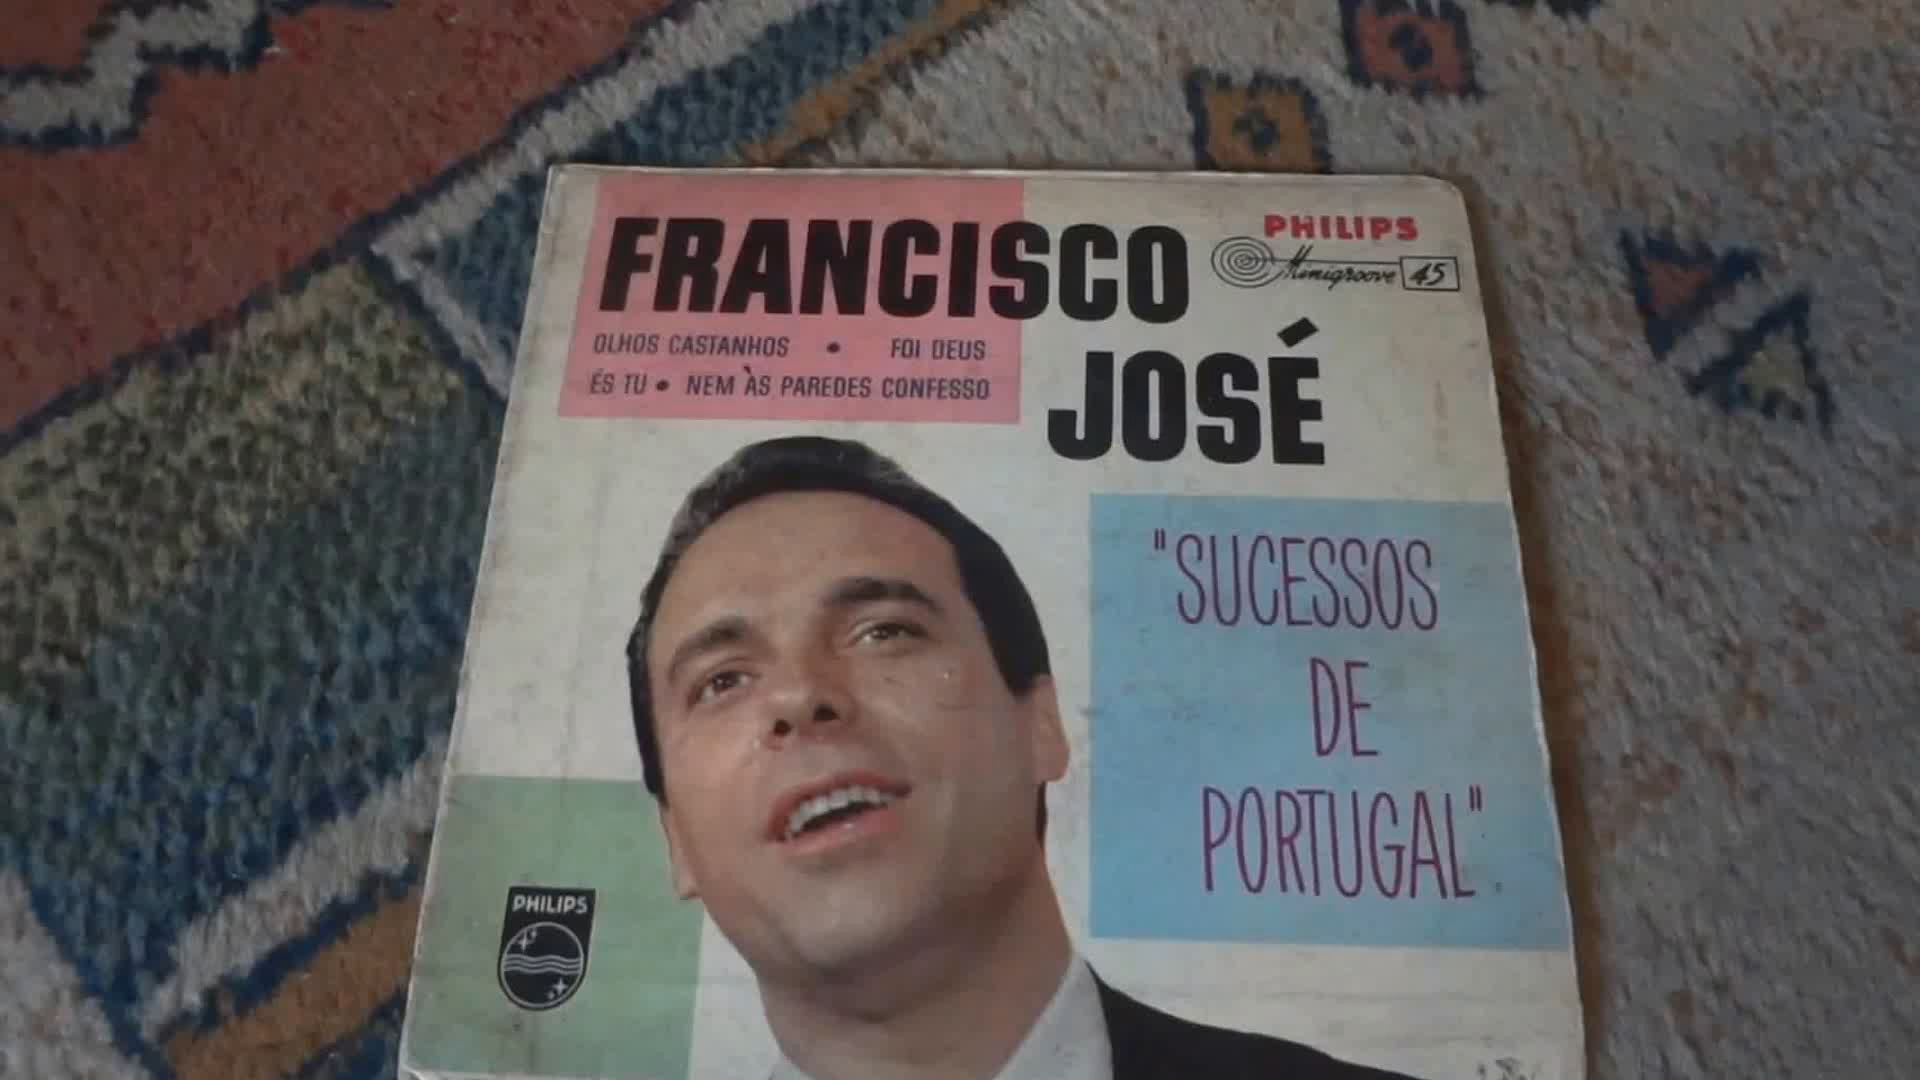 FRANCISCO
JOSÉ
PHILIPS
Minigroove 45
OLHOS CASTANHOS • FOI DEUS
ÉS TU • NEM ÀS PAREDES CONFESSO
"SUCESSOS
DE
PORTUGAL"
PHILIPS